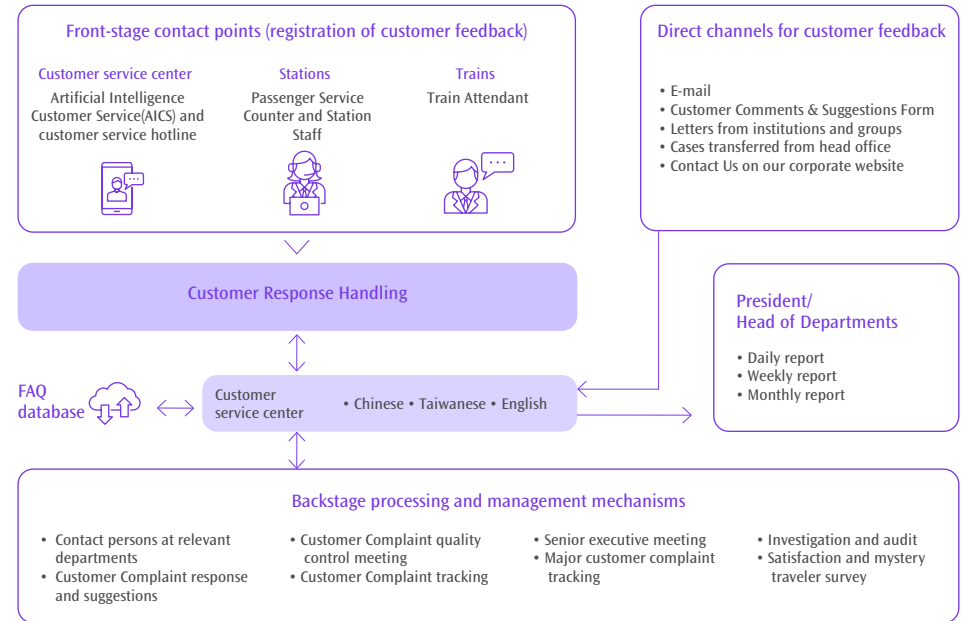 Front-stage contact points (registration of customer feedback)
Customer service center
Artificial Intelligence
Customer Service(AICS) and
customer service hotline
Stations
Passenger Service
Counter and Station
Staff
Trains
Train Attendant
Direct channels for customer feedback
• E-mail
• Customer Comments & Suggestions Form
• Letters from institutions and groups
• Cases transferred from head office
• Contact Us on our corporate website
Customer Response Handling
President/
Head of Departments
• Daily report
• Weekly report
• Monthly report
FAQ
database
Customer
service center
• Chinese • Taiwanese • English
Backstage processing and management mechanisms
• Contact persons at relevant
departments
• Customer Complaint response
and suggestions
• Customer Complaint quality
control meeting
• Customer Complaint tracking
• Senior executive meeting
• Major customer complaint
tracking
• Investigation and audit
• Satisfaction and mystery
traveler survey